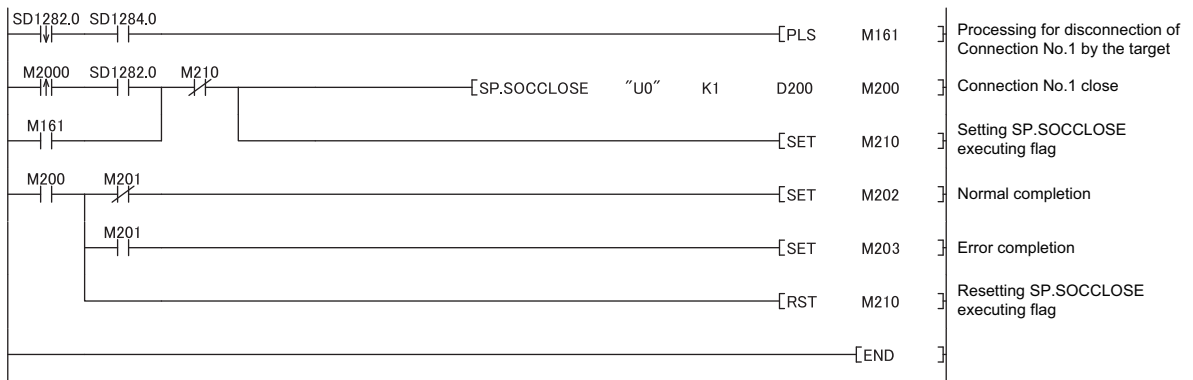 SD1282.0 SD1284.0
[PLS M161 ] Processing for disconnection of
Connection No.1 by the target
M2000 SD1282.0 M210
[SP.SOCCLOSE "U0" K1 D200 M200 ] Connection No.1 close
M161
[SET M210 ] Setting SP.SOCCLOSE
executing flag
M200 M201
[SET M202 ] Normal completion
M201
[SET M203 ] Error completion
[RST M210 ] Resetting SP.SOCCLOSE
executing flag
[END ]